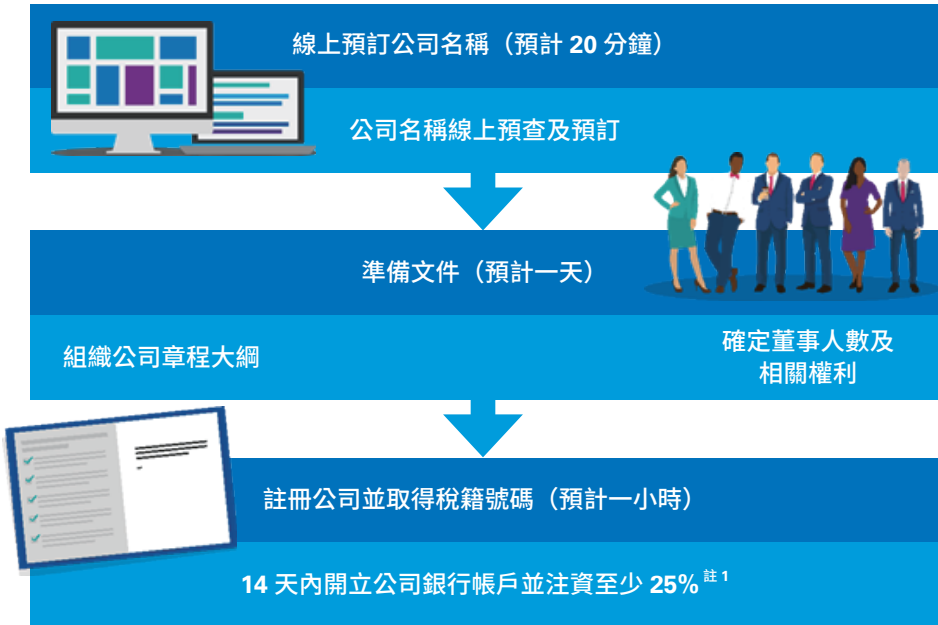 線上預訂公司名稱（預計 20 分鐘）
公司名稱線上預查及預訂
準備文件（預計一天）
組織公司章程大綱
確定董事人數及
相關權利
註冊公司並取得稅籍號碼（預計一小時）
14 天內開立公司銀行帳戶並注資至少 25% 註 1